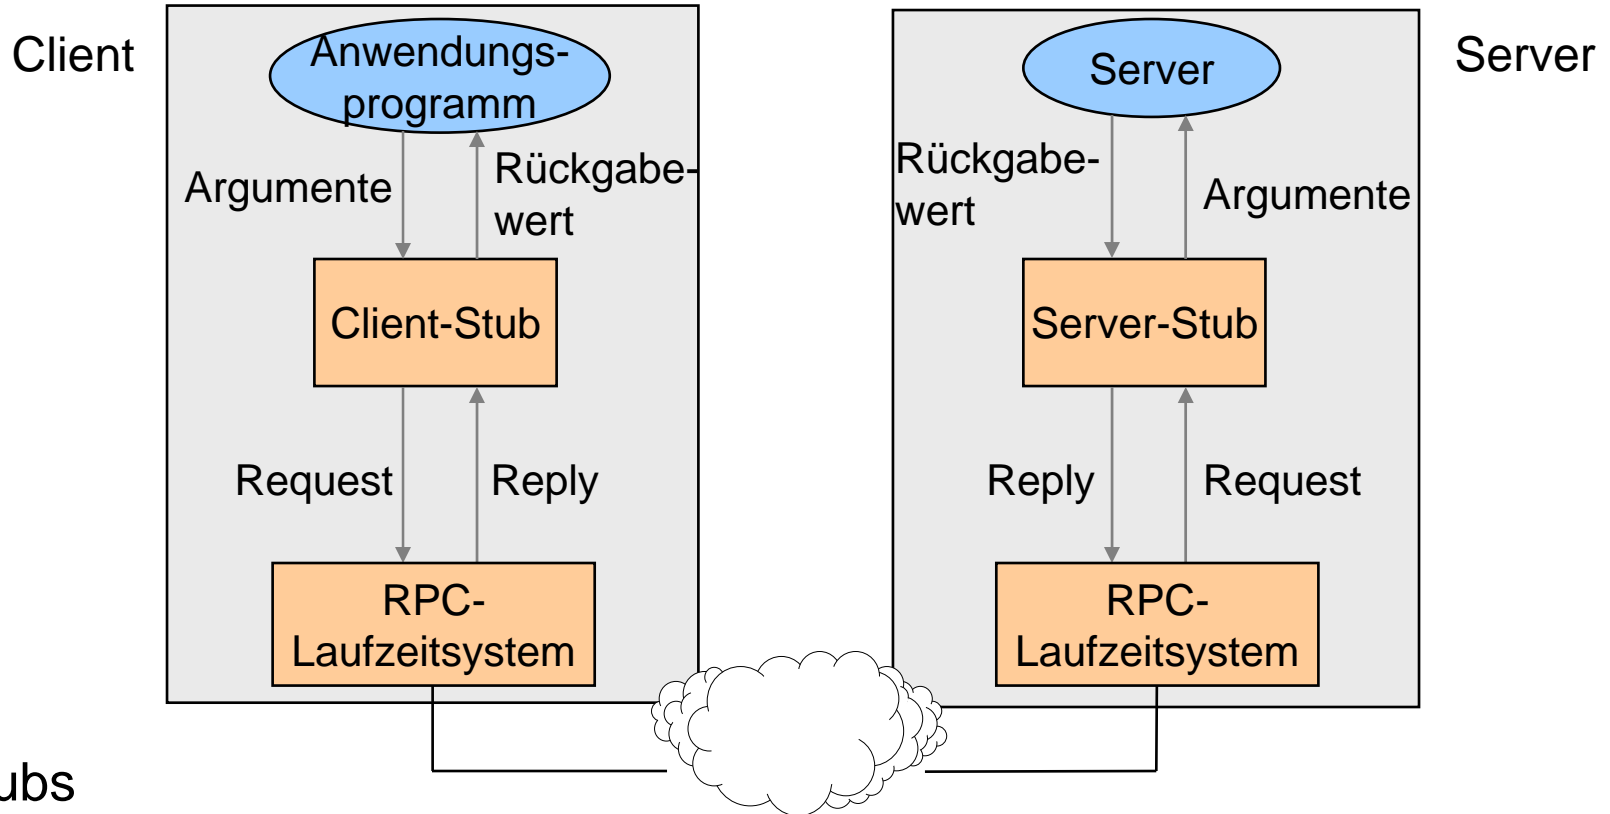 Client
Anwendungs-
programm
Argumente
Rückgabe-
wert
Client-Stub
Request
Reply
RPC-
Laufzeitsystem
Server
Server
Rückgabe-
wert
Argumente
Server-Stub
Reply
Request
RPC-
Laufzeitsystem
ubs